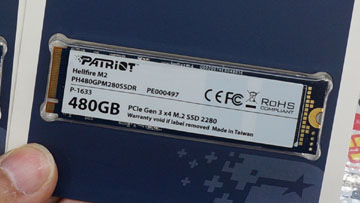 PATRIOT
Hellfire M2
PH480GPM280SSDR PE000497
P-1633
480GB
PCIe Gen 3 x4 M.2 SSD 2280
Warranty void if label removed Made in Taiwan
CE FC RoHS
COMPLIANT